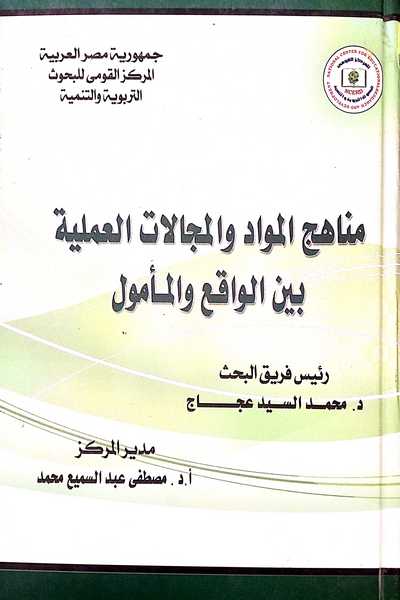 جمهورية مصر العربية
المركز القومى للبحوث
التربوية والتنمية
NCERD
مناهج المواد والمجالات العملية
بين الواقع والمأمول
رئيس فريق البحث
د. محمد السيد عجاج
مدير المركز
أ.د. مصطفى عبد السميع محمد